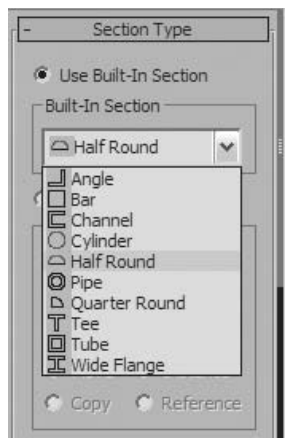 - Section Type
Use Built-In Section
Built-In Section
Half Round
Angle
Bar
Channel
Cylinder
Half Round
Pipe
Quarter Round
Tee
Tube
Wide Flange
Copy Reference